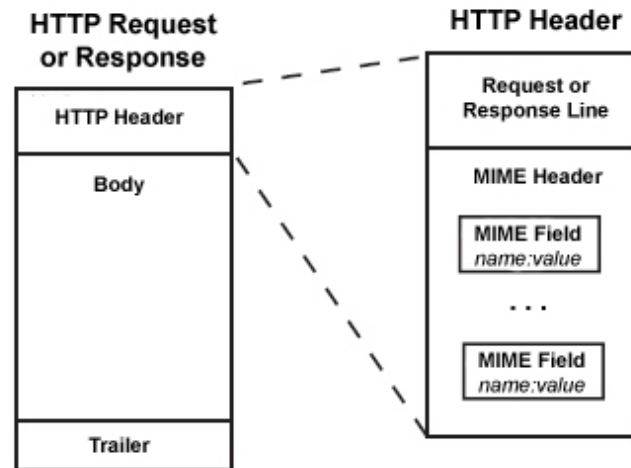 HTTP Request
or Response
HTTP Header
Body
Trailer
HTTP Header
Request or
Response Line
MIME Header
MIME Field
name:value
. . .
MIME Field
name:value